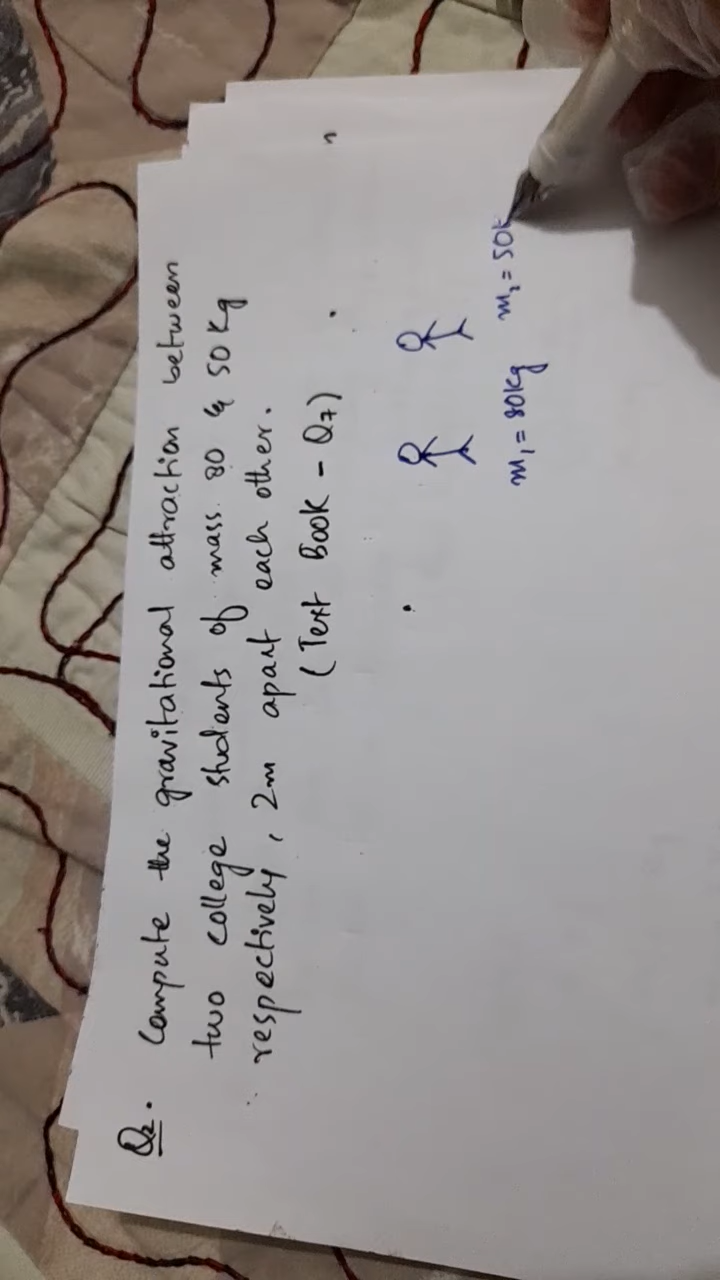 Q2. Compute the gravitational attraction between
two college students of mass 80 & 50 Kg
respectively, 2m apart each other.
(Text Book - Q7)
m₁ = 80Kg m₂ = 50k